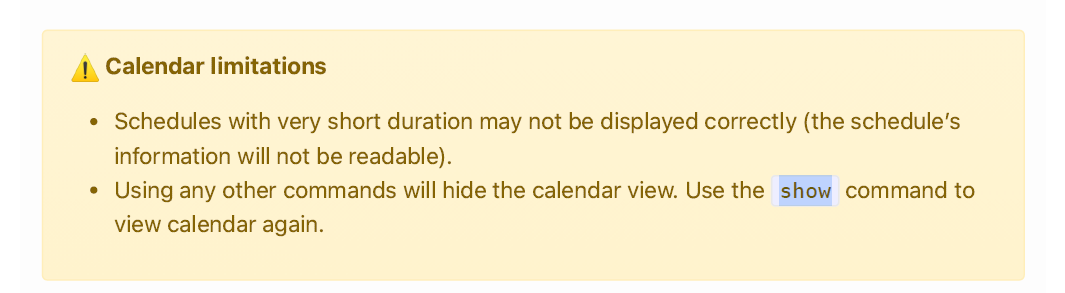 ⚠️ Calendar limitations
• Schedules with very short duration may not be displayed correctly (the schedule’s
information will not be readable).
• Using any other commands will hide the calendar view. Use the show command to
view calendar again.